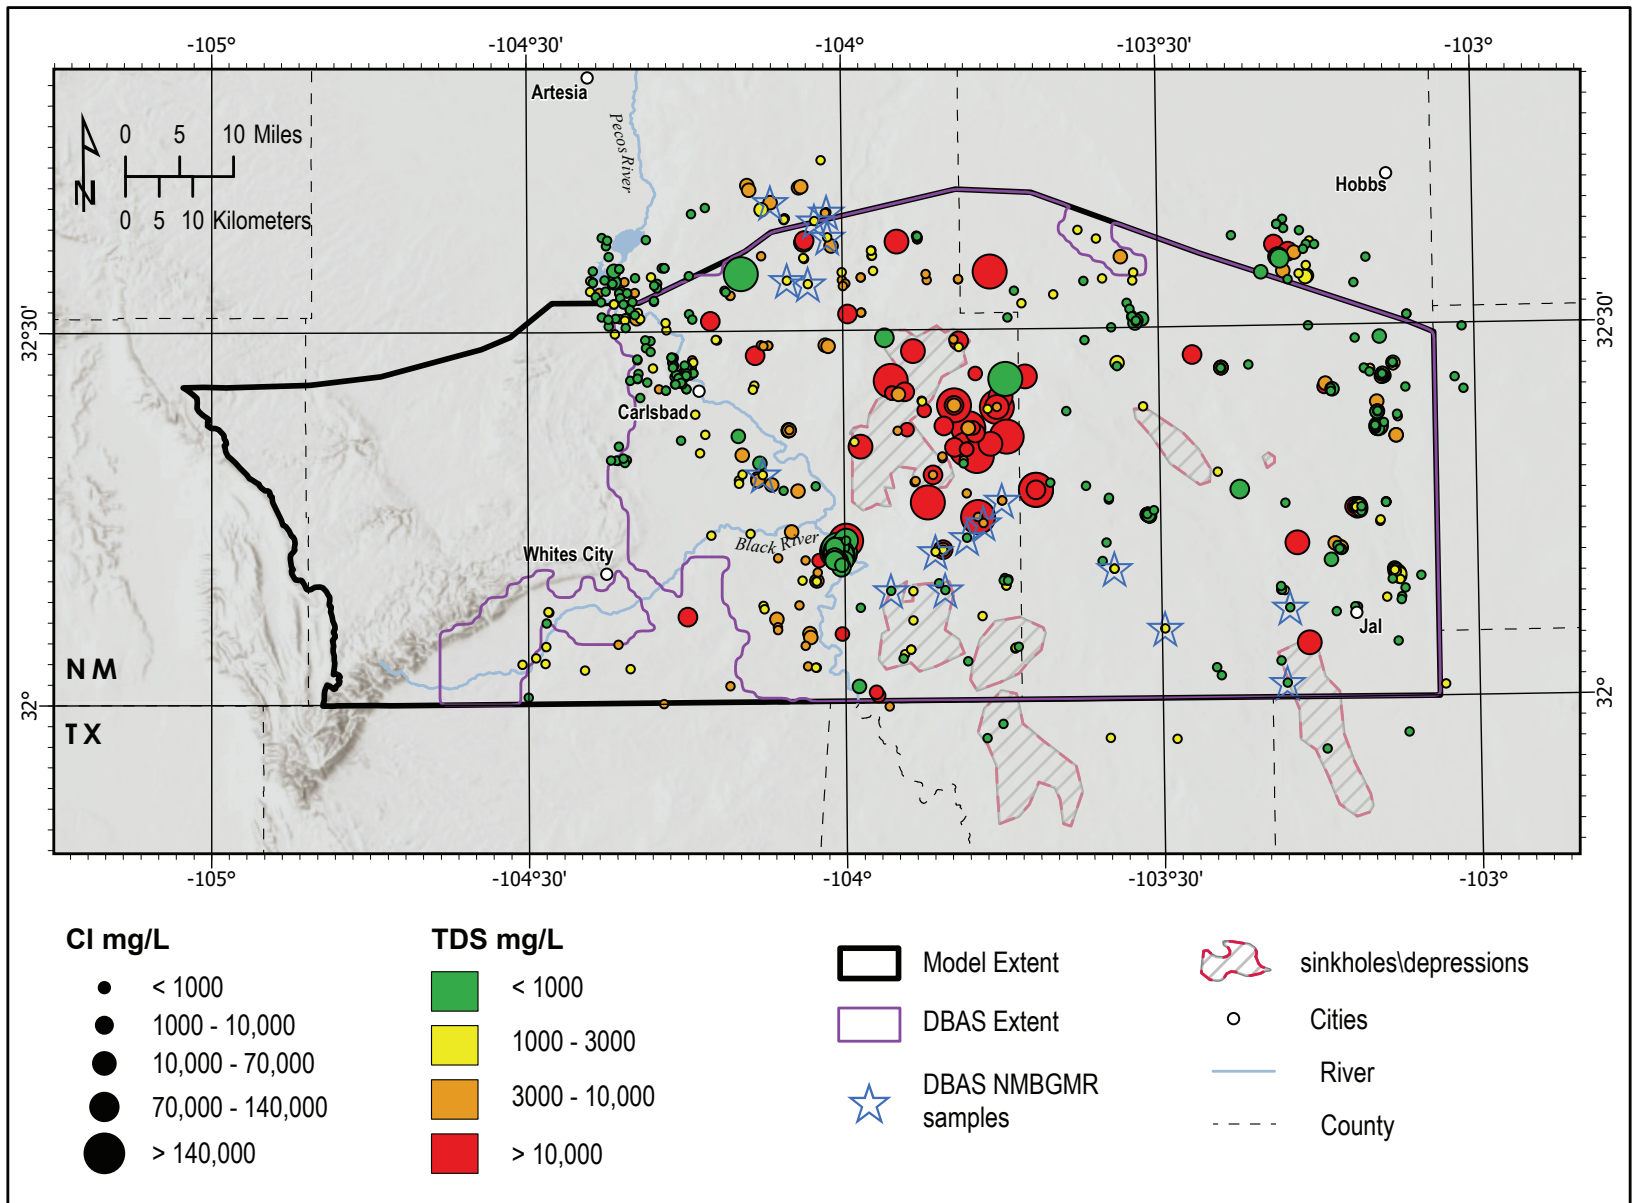 -105°
-104°30'
-104°
-103°30'
-103°
Artesia
Pecos River
0 5 10 Miles
N
0 5 10 Kilometers
Hobbs
32°30'
32°30'
Carlsbad
Black River
Whites City
Jal
NM
32°
32°
TX
-105°
-104°30'
-104°
-103°30'
-103°
Cl mg/L
< 1000
1000 - 10,000
10,000 - 70,000
70,000 - 140,000
> 140,000
TDS mg/L
< 1000
1000 - 3000
3000 - 10,000
> 10,000
Model Extent
DBAS Extent
DBAS NMBGMR
samples
sinkholes\depressions
Cities
River
County